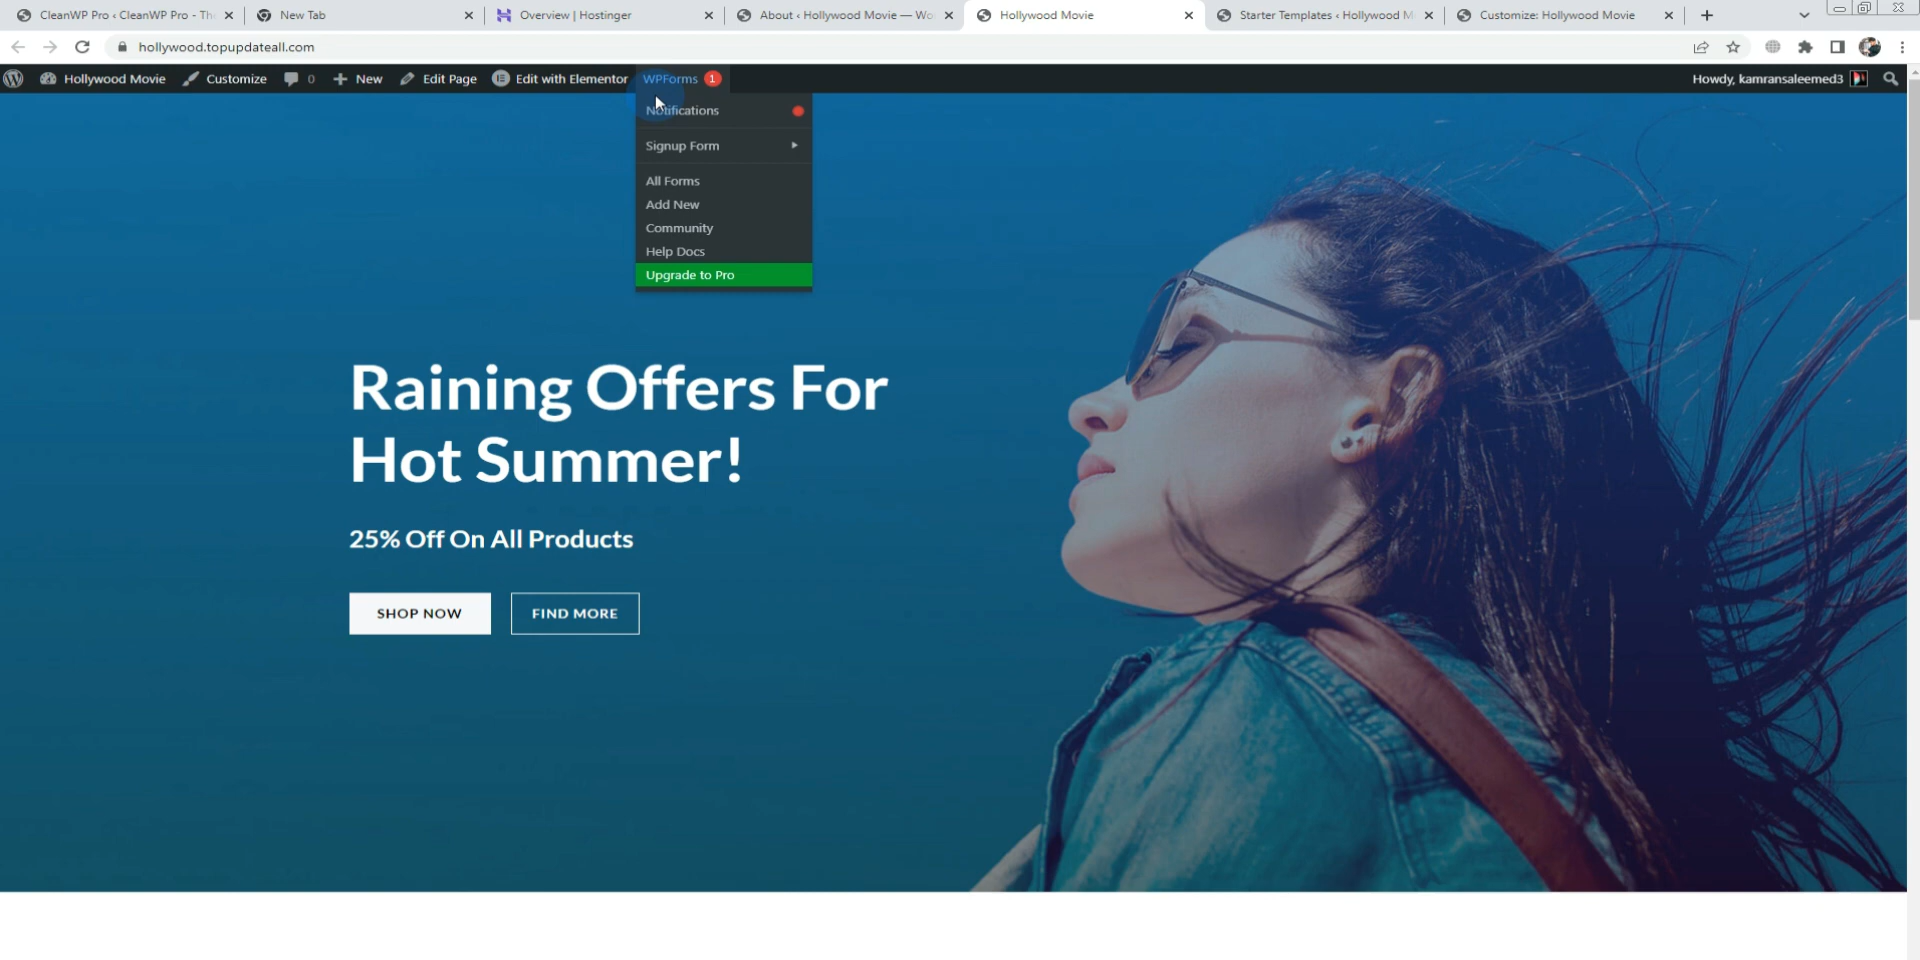 CleanWP Pro ‹ CleanWP Pro - Th
New Tab
Overview | Hostinger
About ‹ Hollywood Movie — Wo
Hollywood Movie
Starter Templates ‹ Hollywood M
Customize: Hollywood Movie
hollywood.topupdateall.com
Hollywood Movie
Customize
0
New
Edit Page
Edit with Elementor
WPForms 1
Howdy, kamransaleemed3
Notifications
Signup Form
All Forms
Add New
Community
Help Docs
Upgrade to Pro
Raining Offers For
Hot Summer!
25% Off On All Products
SHOP NOW
FIND MORE